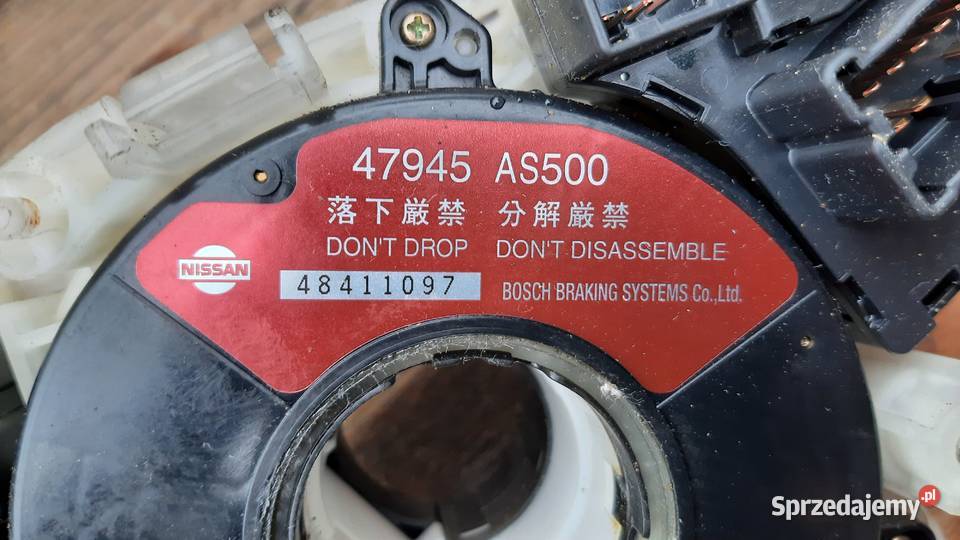 47945 AS500
落下厳禁 分解厳禁
DON'T DROP DON'T DISASSEMBLE
NISSAN
48411097
BOSCH BRAKING SYSTEMS Co.,Ltd.
Sprzedajemy.pl